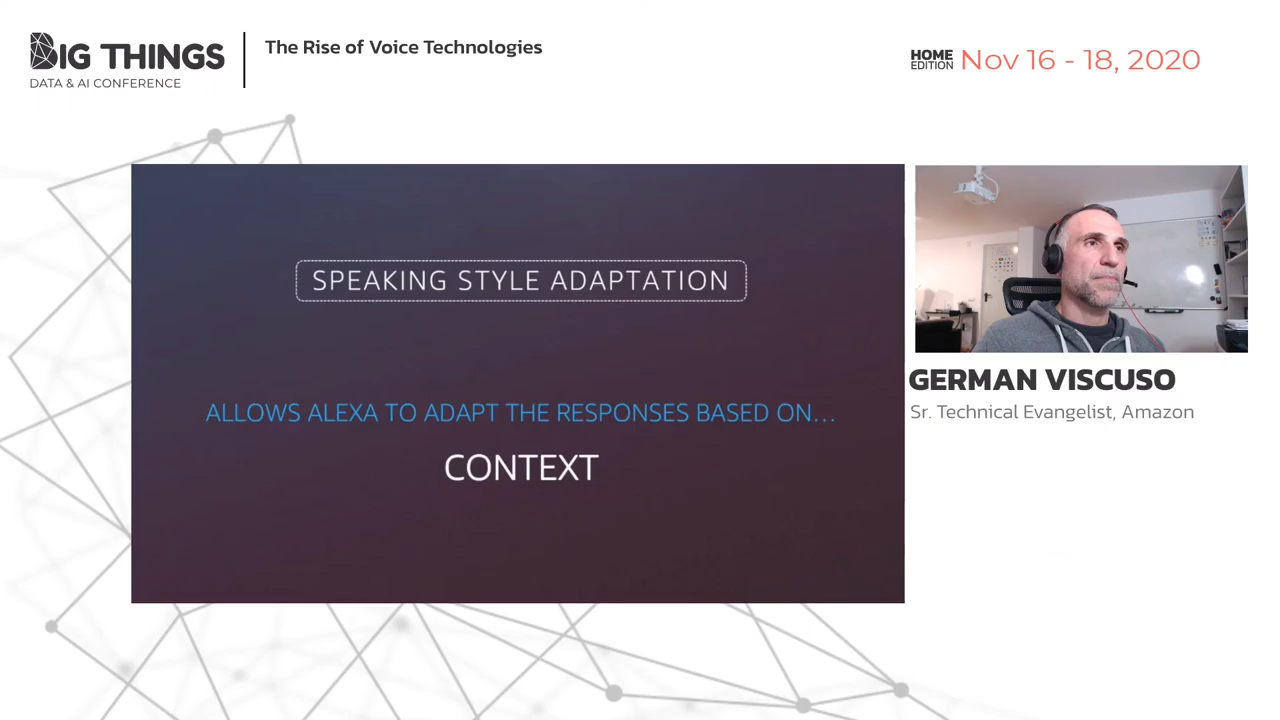 BIG THINGS
DATA & AI CONFERENCE
The Rise of Voice Technologies
HOME
EDITION
Nov 16 - 18, 2020
SPEAKING STYLE ADAPTATION
ALLOWS ALEXA TO ADAPT THE RESPONSES BASED ON...
CONTEXT
GERMAN VISCUSO
Sr. Technical Evangelist, Amazon